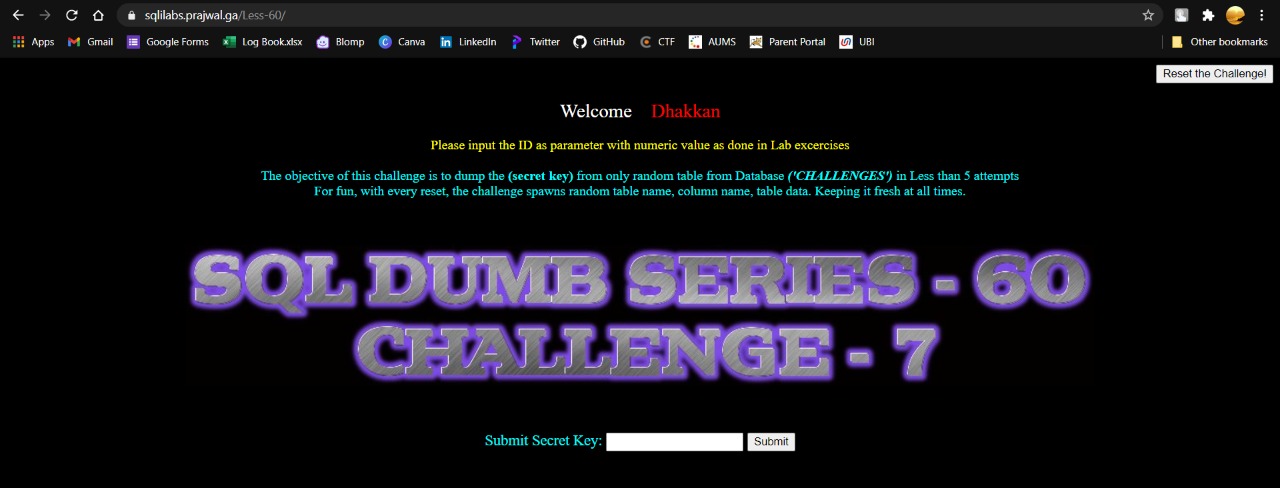 sqlilabs.prajwal.ga/Less-60/
Apps Gmail Google Forms Log Book.xlsx Blomp Canva LinkedIn Twitter GitHub CTF AUMS Parent Portal UBI Other bookmarks
Reset the Challenge!
Welcome Dhakkan
Please input the ID as parameter with numeric value as done in Lab excercises
The objective of this challenge is to dump the (secret key) from only random table from Database ('CHALLENGES') in Less than 5 attempts
For fun, with every reset, the challenge spawns random table name, column name, table data. Keeping it fresh at all times.
SQL DUMB SERIES - 60
CHALLENGE - 7
Submit Secret Key: Submit